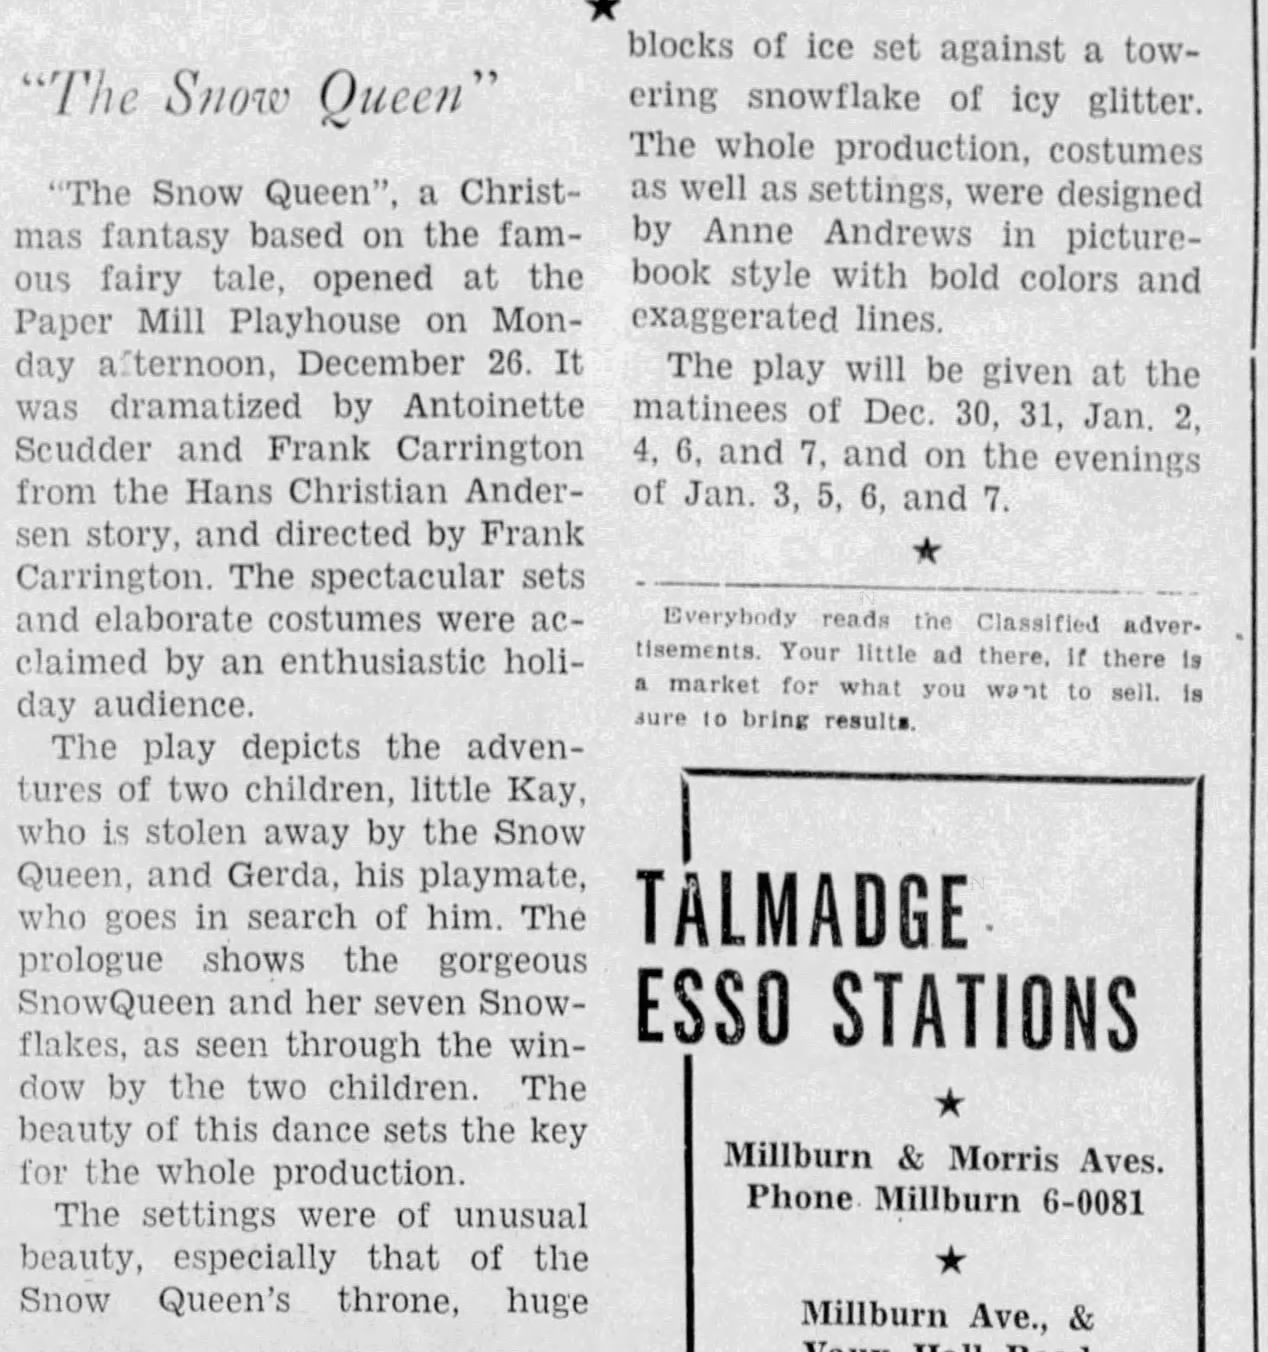 "The Snow Queen"
"The Snow Queen", a Christ-
mas fantasy based on the fam-
ous fairy tale, opened at the
Paper Mill Playhouse on Mon-
day afternoon, December 26. It
was dramatized by Antoinette
Scudder and Frank Carrington
from the Hans Christian Ander-
sen story, and directed by Frank
Carrington. The spectacular sets
and elaborate costumes were ac-
claimed by an enthusiastic holi-
day audience.
The play depicts the adven-
tures of two children, little Kay,
who is stolen away by the Snow
Queen, and Gerda, his playmate,
who goes in search of him. The
prologue shows the gorgeous
SnowQueen and her seven Snow-
flakes, as seen through the win-
dow by the two children. The
beauty of this dance sets the key
for the whole production.
The settings were of unusual
beauty, especially that of the
Snow Queen's throne, huge
blocks of ice set against a tow-
ering snowflake of icy glitter.
The whole production, costumes
as well as settings, were designed
by Anne Andrews in picture-
book style with bold colors and
exaggerated lines.
The play will be given at the
matinees of Dec. 30, 31, Jan. 2,
4, 6, and 7, and on the evenings
of Jan. 3, 5, 6, and 7.
Everybody reads the Classified adver-
tisements. Your little ad there, if there is
a market for what you want to sell, is
sure to bring results.
TALMADGE
ESSO STATIONS
Millburn & Morris Aves.
Phone Millburn 6-0081
Millburn Ave., &
Vaux Hall Road